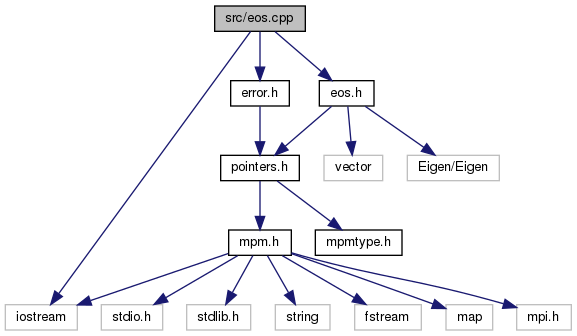 src/eos.cpp
error.h
eos.h
pointers.h
vector
Eigen/Eigen
mpm.h
mpmtype.h
iostream
stdio.h
stdlib.h
string
fstream
map
mpi.h